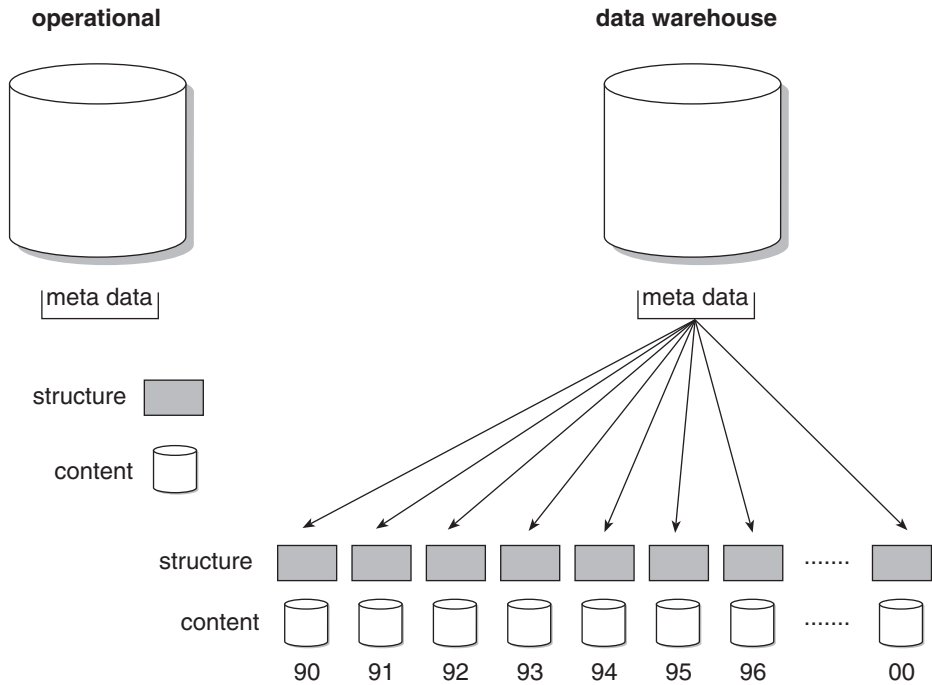 operational
data warehouse
meta data
meta data
structure
content
structure
.......
content
.......
90 91 92 93 94 95 96 00